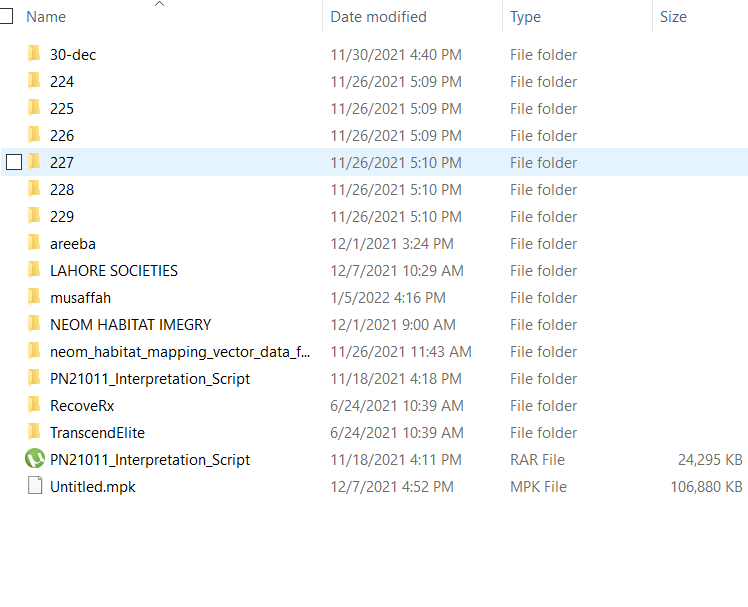 Name Date modified Type Size
30-dec 11/30/2021 4:40 PM File folder
224 11/26/2021 5:09 PM File folder
225 11/26/2021 5:09 PM File folder
226 11/26/2021 5:09 PM File folder
227 11/26/2021 5:10 PM File folder
228 11/26/2021 5:10 PM File folder
229 11/26/2021 5:10 PM File folder
areeba 12/1/2021 3:24 PM File folder
LAHORE SOCIETIES 12/7/2021 10:29 AM File folder
musaffah 1/5/2022 4:16 PM File folder
NEOM HABITAT IMEGRY 12/1/2021 9:00 AM File folder
neom_habitat_mapping_vector_data_f... 11/26/2021 11:43 AM File folder
PN21011_Interpretation_Script 11/18/2021 4:18 PM File folder
RecoveRx 6/24/2021 10:39 AM File folder
TranscendElite 6/24/2021 10:39 AM File folder
PN21011_Interpretation_Script 11/18/2021 4:11 PM RAR File 24,295 KB
Untitled.mpk 12/7/2021 4:52 PM MPK File 106,880 KB